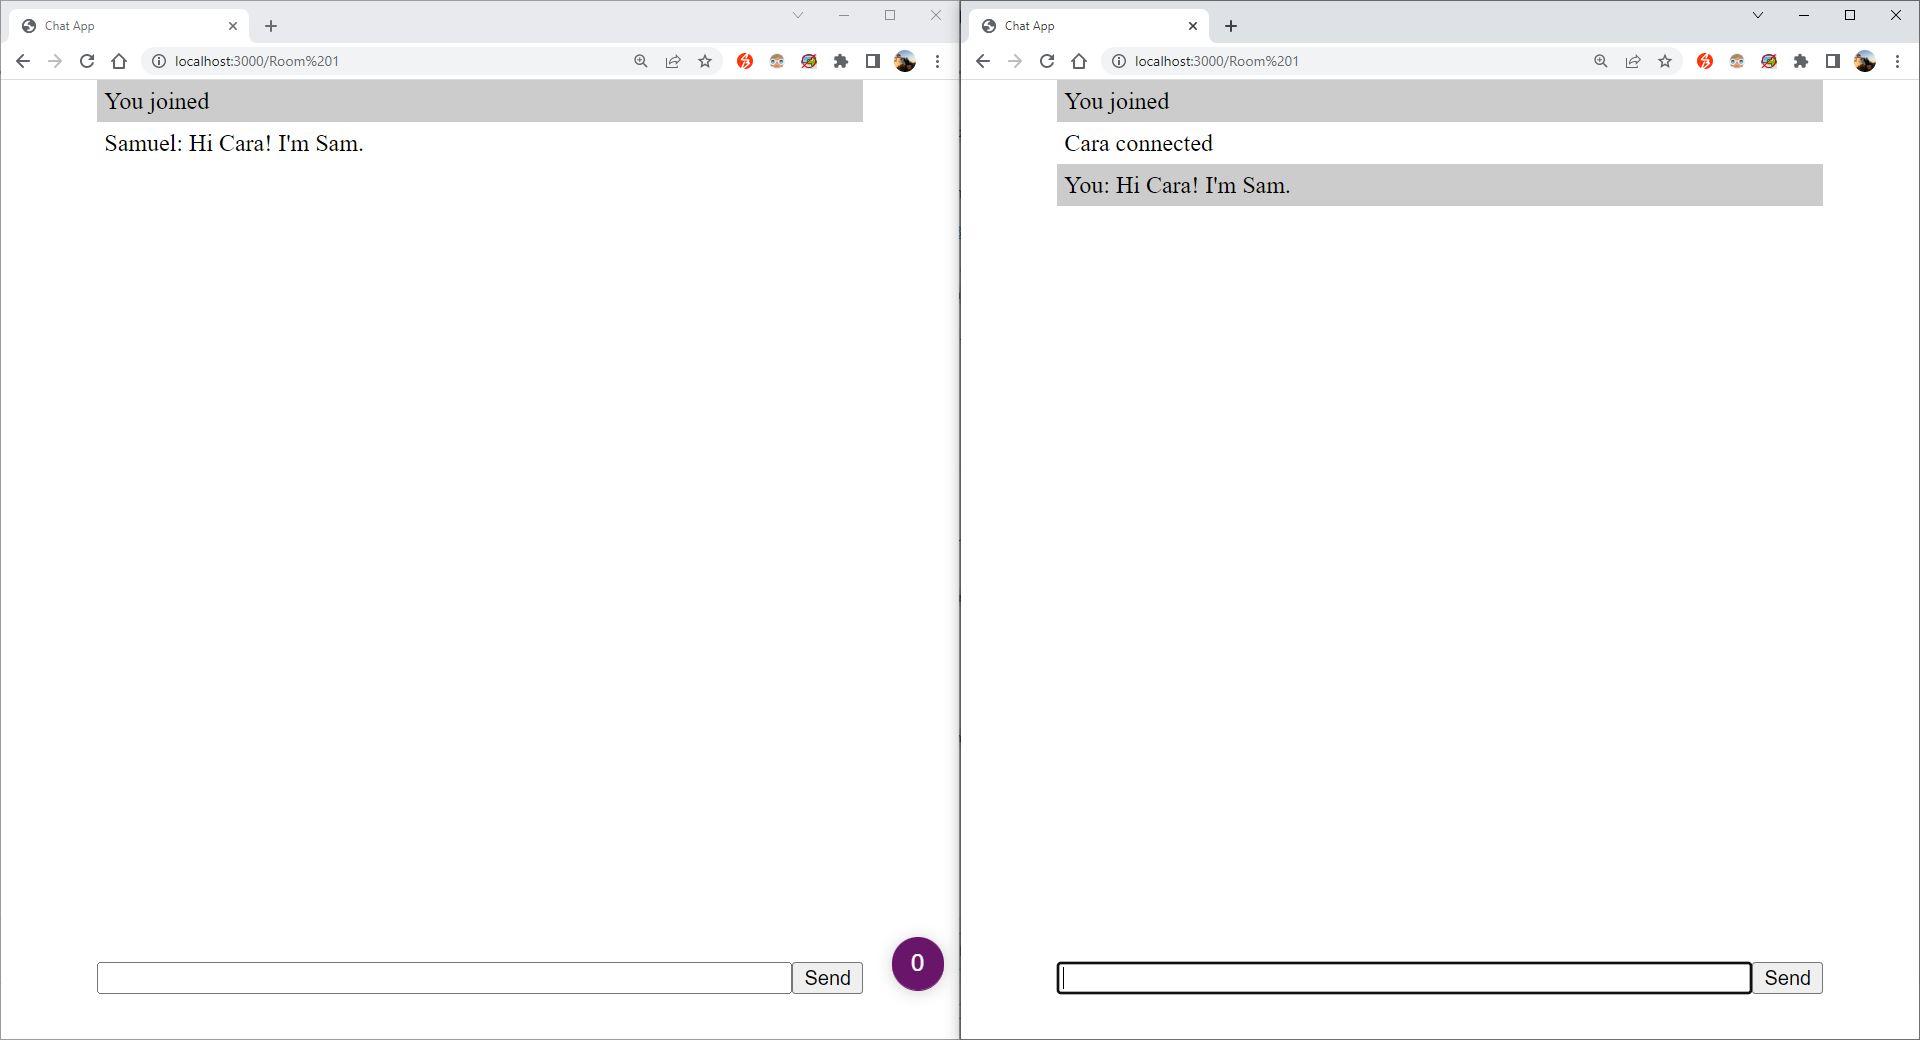 Chat App
localhost:3000/Room%201
You joined
Samuel: Hi Cara! I'm Sam.
Send
0
Chat App
localhost:3000/Room%201
You joined
Cara connected
You: Hi Cara! I'm Sam.
Send